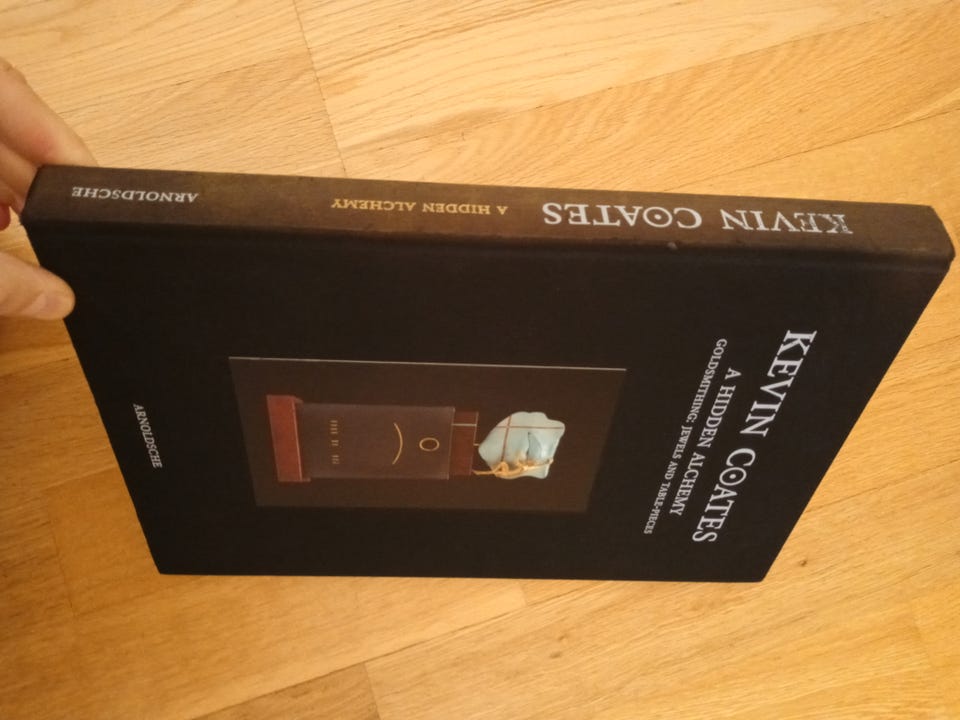 KEVIN COATES
A HIDDEN ALCHEMY
ARNOLDSCHE
KEVIN COATES
A HIDDEN ALCHEMY
GOLDSMITHING: JEWELS AND TABLE-PIECES
ARNOLDSCHE